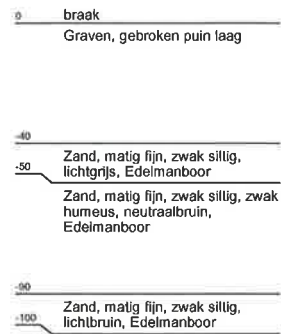 0
braak
Graven, gebroken puin laag
-40
Zand, matig fijn, zwak siltig,
-50
lichtgrijs, Edelmanboor
Zand, matig fijn, zwak siltig, zwak
humeus, neutraalbruin,
Edelmanboor
-90
Zand, matig fijn, zwak siltig,
-100
lichtbruin, Edelmanboor